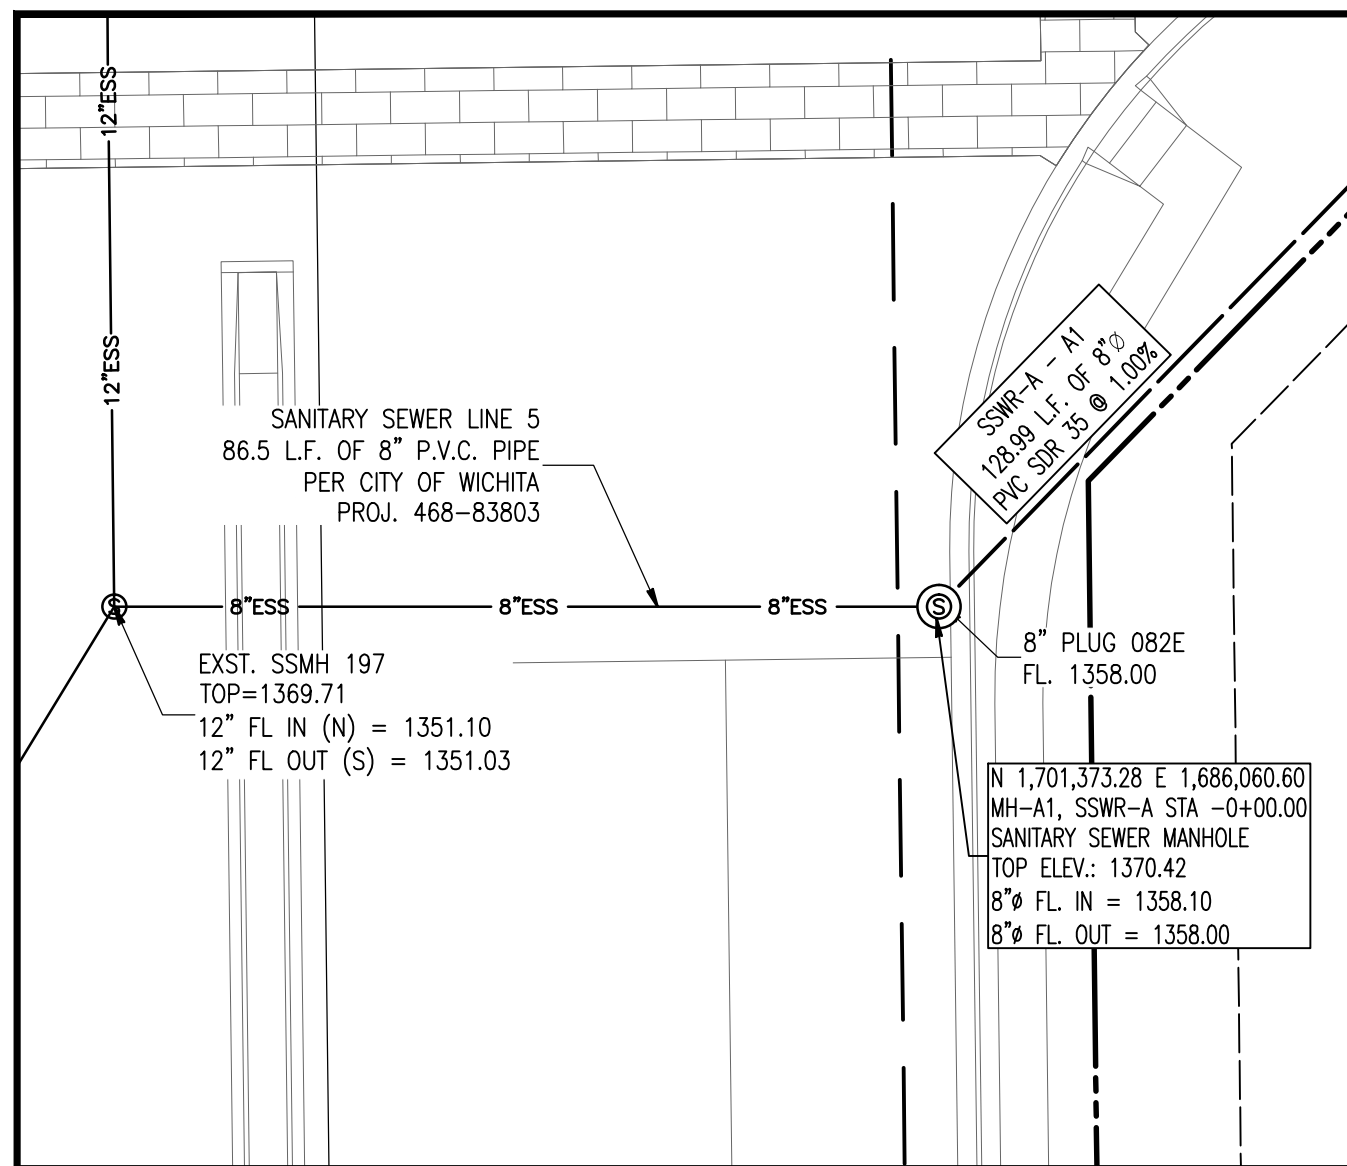 12"ESS
12"ESS
SANITARY SEWER LINE 5
86.5 L.F. OF 8" P.V.C. PIPE
PER CITY OF WICHITA
PROJ. 468-83803
SSWR-A - A1
128.99 L.F. OF 8"Ø
PVC SDR 35 @ 1.00%
S
8"ESS
8"ESS
8"ESS
S
EXST. SSMH 197
TOP=1369.71
12" FL IN (N) = 1351.10
12" FL OUT (S) = 1351.03
8" PLUG 082E
FL. 1358.00
N 1,701,373.28 E 1,686,060.60
MH-A1, SSWR-A STA -0+00.00
SANITARY SEWER MANHOLE
TOP ELEV.: 1370.42
8"ø FL. IN = 1358.10
8"ø FL. OUT = 1358.00